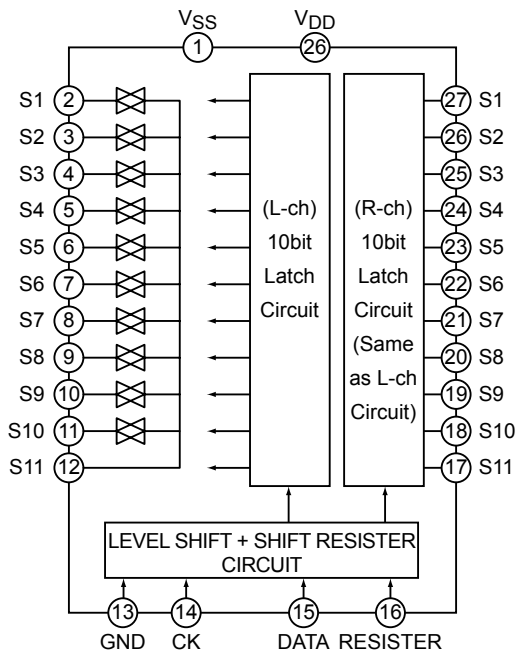 VSS VDD
1 26
S1 2 27 S1
S2 3 26 S2
S3 4 25 S3
S4 5 24 S4
S5 6 23 S5
S6 7 22 S6
S7 8 21 S7
S8 9 20 S8
S9 10 19 S9
S10 11 18 S10
S11 12 17 S11
(L-ch)
10bit
Latch
Circuit
(R-ch)
10bit
Latch
Circuit
(Same
as L-ch
Circuit)
LEVEL SHIFT + SHIFT RESISTER
CIRCUIT
13 14 15 16
GND CK DATA RESISTER